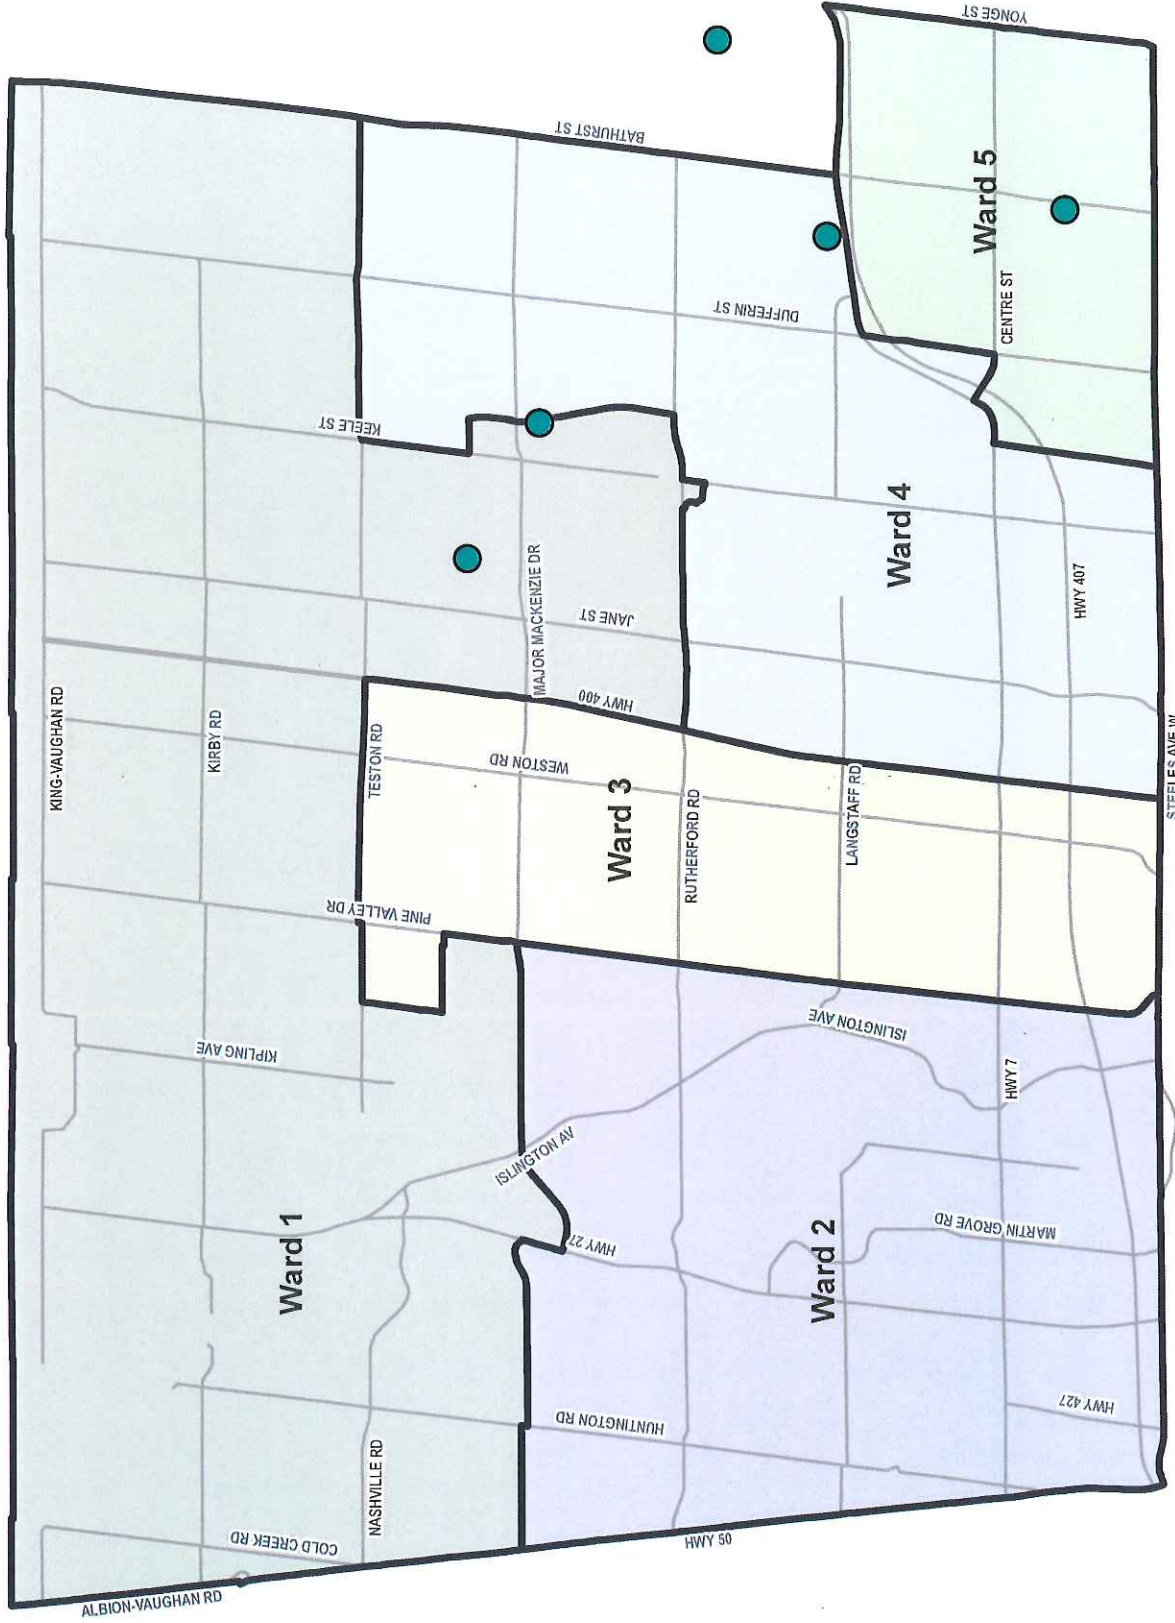 KING-VAUGHAN RD
KIRBY RD
TESTON RD
KEELE ST
BATHURST ST
YONGE ST
DUFFERIN ST
CENTRE ST
Ward 5
Ward 4
HWY 407
MAJOR MACKENZIE DR
JANE ST
HWY 400
WESTON RD
Ward 3
RUTHERFORD RD
LANGSTAFF RD
STEELES AVE W
PINE VALLEY DR
KIPLING AVE
ISLINGTON AVE
HWY 7
ISLINGTON AV
Ward 1
HWY 27
Ward 2
MARTIN GROVE RD
HUNTINGTON RD
HWY 427
NASHVILLE RD
COLD CREEK RD
HWY 50
ALBION-VAUGHAN RD